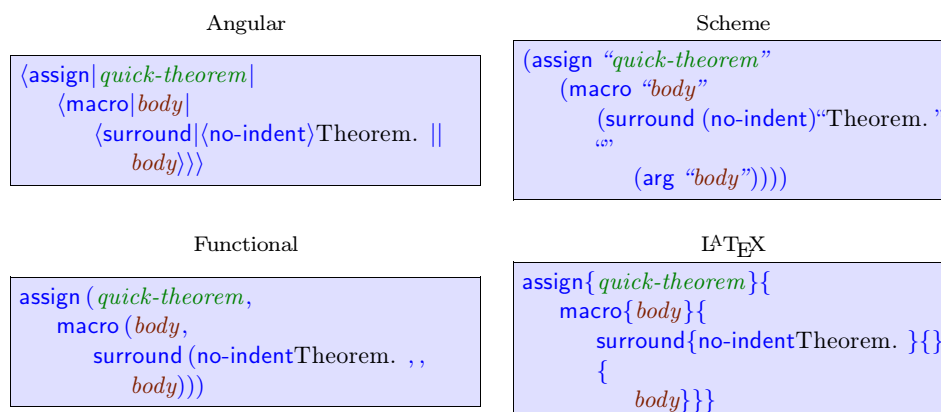 Angular
⟨assign|quick-theorem|
⟨macro|body|
⟨surround|⟨no-indent⟩Theorem. ||
body⟩⟩⟩
Scheme
(assign “quick-theorem”
(macro “body”
(surround (no-indent)“Theorem. ”
“”
(arg “body”))))
Functional
assign (quick-theorem,
macro (body,
surround (no-indentTheorem. , ,
body)))
LATEX
assign{quick-theorem}{
macro{body}{
surround{no-indentTheorem. }{}
{
body}}}